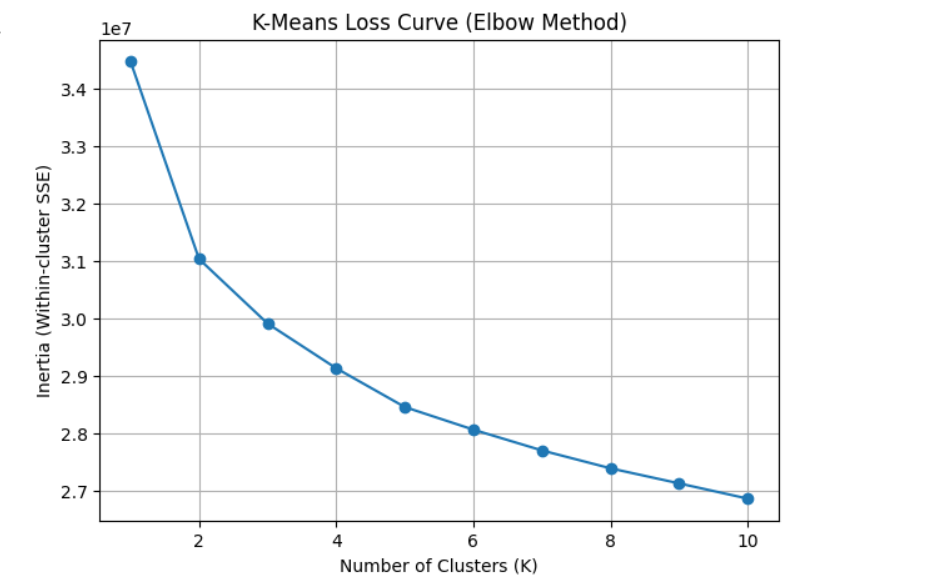 K-Means Loss Curve (Elbow Method)
1e7
3.4
3.3
3.2
3.1
3.0
2.9
2.8
2.7
Inertia (Within-cluster SSE)
2 4 6 8 10
Number of Clusters (K)